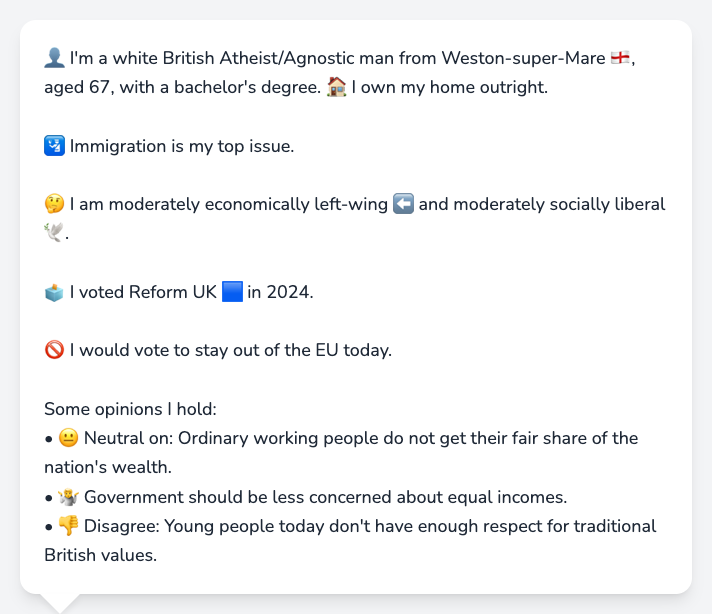 👤 I'm a white British Atheist/Agnostic man from Weston-super-Mare 🏴󠁧󠁢󠁥󠁮󠁧󠁿,
aged 67, with a bachelor's degree. 🏠 I own my home outright.
🛂 Immigration is my top issue.
🤔 I am moderately economically left-wing ⬅️ and moderately socially liberal
🕊️.
🗳️ I voted Reform UK 🟦 in 2024.
🚫 I would vote to stay out of the EU today.
Some opinions I hold:
• 😐 Neutral on: Ordinary working people do not get their fair share of the
nation's wealth.
• 🤷 Government should be less concerned about equal incomes.
• 👎 Disagree: Young people today don't have enough respect for traditional
British values.